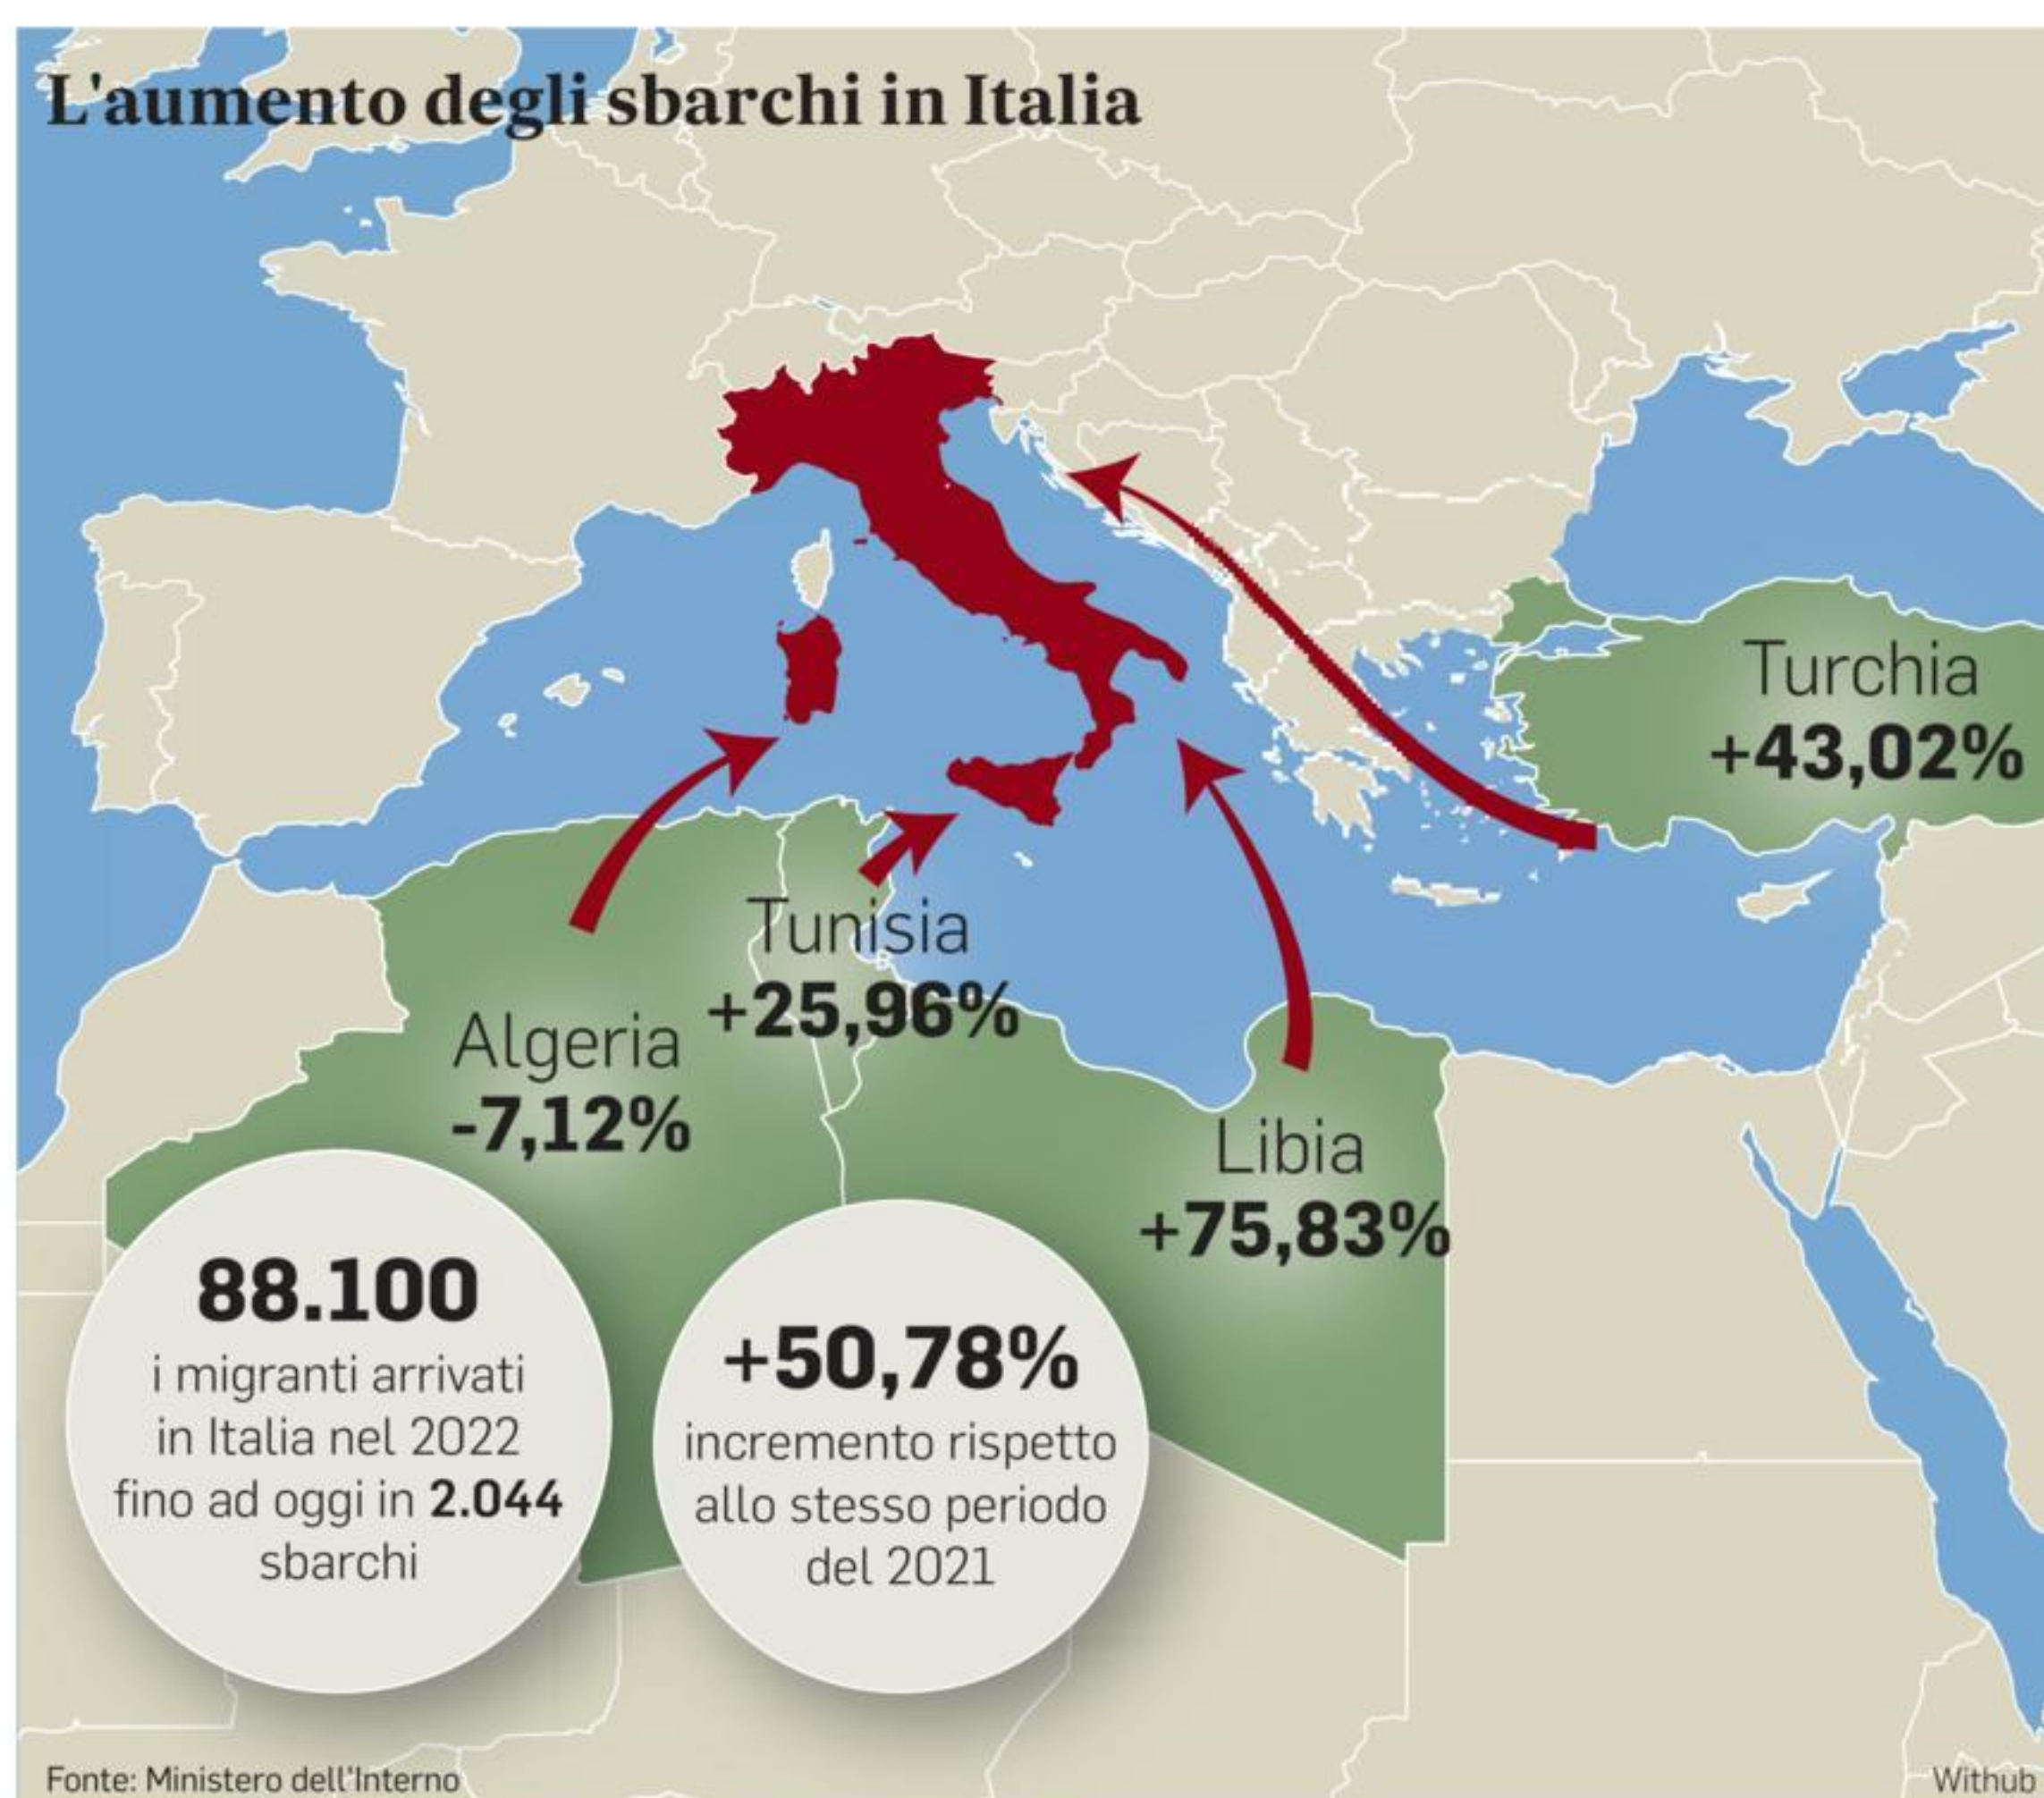 L'aumento degli sbarchi in Italia
Turchia
+43,02%
Tunisia
+25,96%
Algeria
-7,12%
Libia
+75,83%
88.100
i migranti arrivati
in Italia nel 2022
fino ad oggi in 2.044
sbarchi
+50,78%
incremento rispetto
allo stesso periodo
del 2021
Fonte: Ministero dell'Interno
Withub